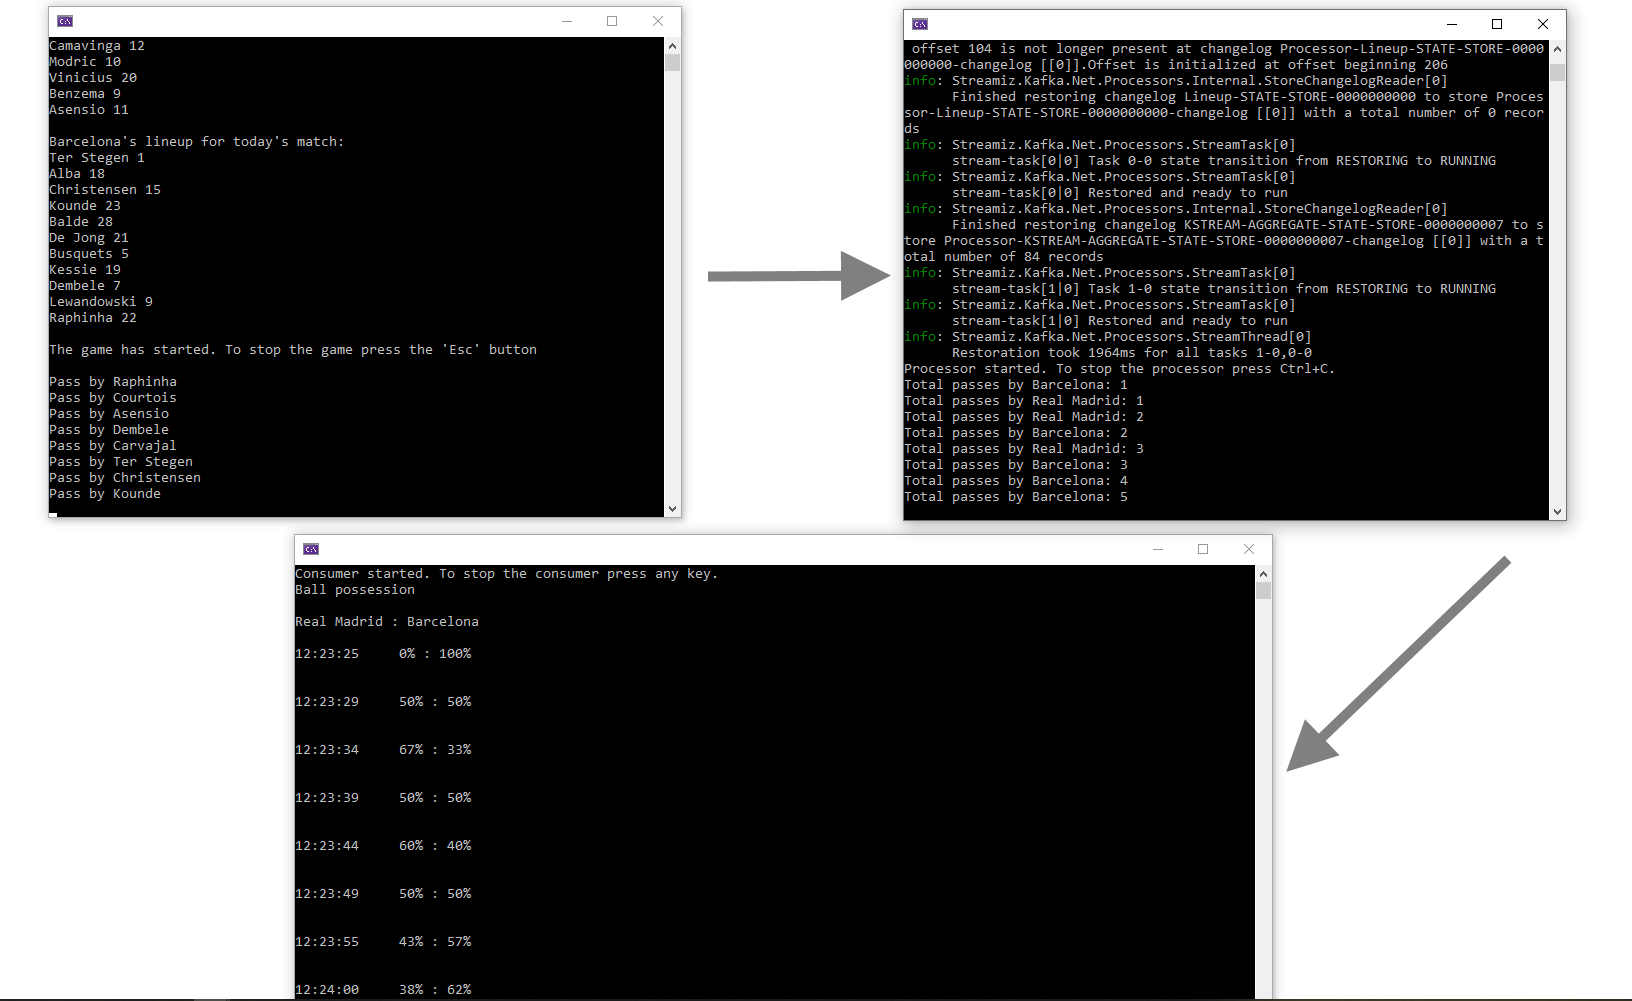 Camavinga 12
Modric 10
Vinicius 20
Benzema 9
Asensio 11
Barcelona's lineup for today's match:
Ter Stegen 1
Alba 18
Christensen 15
Kounde 23
Balde 28
De Jong 21
Busquets 5
Kessie 19
Dembele 7
Lewandowski 9
Raphinha 22
The game has started. To stop the game press the 'Esc' button
Pass by Raphinha
Pass by Courtois
Pass by Asensio
Pass by Dembele
Pass by Carvajal
Pass by Ter Stegen
Pass by Christensen
Pass by Kounde
offset 104 is not longer present at changelog Processor-Lineup-STATE-STORE-0000
000000-changelog [[0]].Offset is initialized at offset beginning 206
info: Streamiz.Kafka.Net.Processors.Internal.StoreChangelogReader[0]
Finished restoring changelog Lineup-STATE-STORE-0000000000 to store Proces
sor-Lineup-STATE-STORE-0000000000-changelog [[0]] with a total number of 0 recor
ds
info: Streamiz.Kafka.Net.Processors.StreamTask[0]
stream-task[0|0] Task 0-0 state transition from RESTORING to RUNNING
info: Streamiz.Kafka.Net.Processors.StreamTask[0]
stream-task[0|0] Restored and ready to run
info: Streamiz.Kafka.Net.Processors.Internal.StoreChangelogReader[0]
Finished restoring changelog KSTREAM-AGGREGATE-STATE-STORE-0000000007 to s
tore Processor-KSTREAM-AGGREGATE-STATE-STORE-0000000007-changelog [[0]] with a t
otal number of 84 records
info: Streamiz.Kafka.Net.Processors.StreamTask[0]
stream-task[1|0] Task 1-0 state transition from RESTORING to RUNNING
info: Streamiz.Kafka.Net.Processors.StreamTask[0]
stream-task[1|0] Restored and ready to run
info: Streamiz.Kafka.Net.Processors.StreamThread[0]
Restoration took 1964ms for all tasks 1-0,0-0
Processor started. To stop the processor press Ctrl+C.
Total passes by Barcelona: 1
Total passes by Real Madrid: 1
Total passes by Real Madrid: 2
Total passes by Barcelona: 2
Total passes by Real Madrid: 3
Total passes by Barcelona: 3
Total passes by Barcelona: 4
Total passes by Barcelona: 5
Consumer started. To stop the consumer press any key.
Ball possession
Real Madrid : Barcelona
12:23:25 0% : 100%
12:23:29 50% : 50%
12:23:34 67% : 33%
12:23:39 50% : 50%
12:23:44 60% : 40%
12:23:49 50% : 50%
12:23:55 43% : 57%
12:24:00 38% : 62%